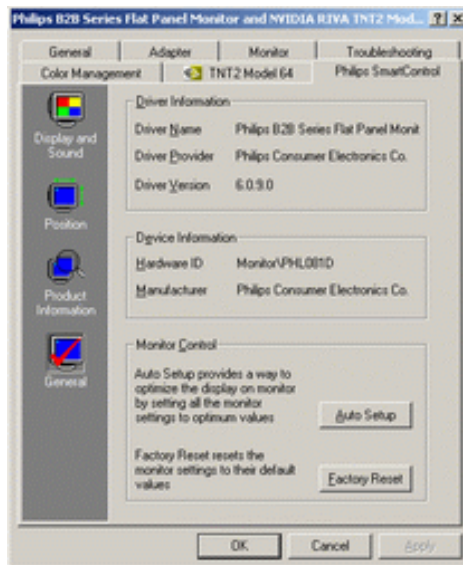 Philips B2B Series Flat Panel Monitor and NVIDIA RIVA TNT2 Mod...
General Adapter Monitor Troubleshooting
Color Management TNT2 Model 64 Philips SmartControl
Display and
Sound
Position
Product
Information
General
Driver Information
Driver Name Philips B2B Series Flat Panel Monit
Driver Provider Philips Consumer Electronics Co.
Driver Version 6.0.9.0
Device Information
Hardware ID Monitor\PHL081D
Manufacturer Philips Consumer Electronics Co.
Monitor Control
Auto Setup provides a way to
optimize the display on monitor
by setting all the monitor
settings to optimum values
Auto Setup
Factory Reset resets the
monitor settings to their default
values
Factory Reset
OK Cancel Apply